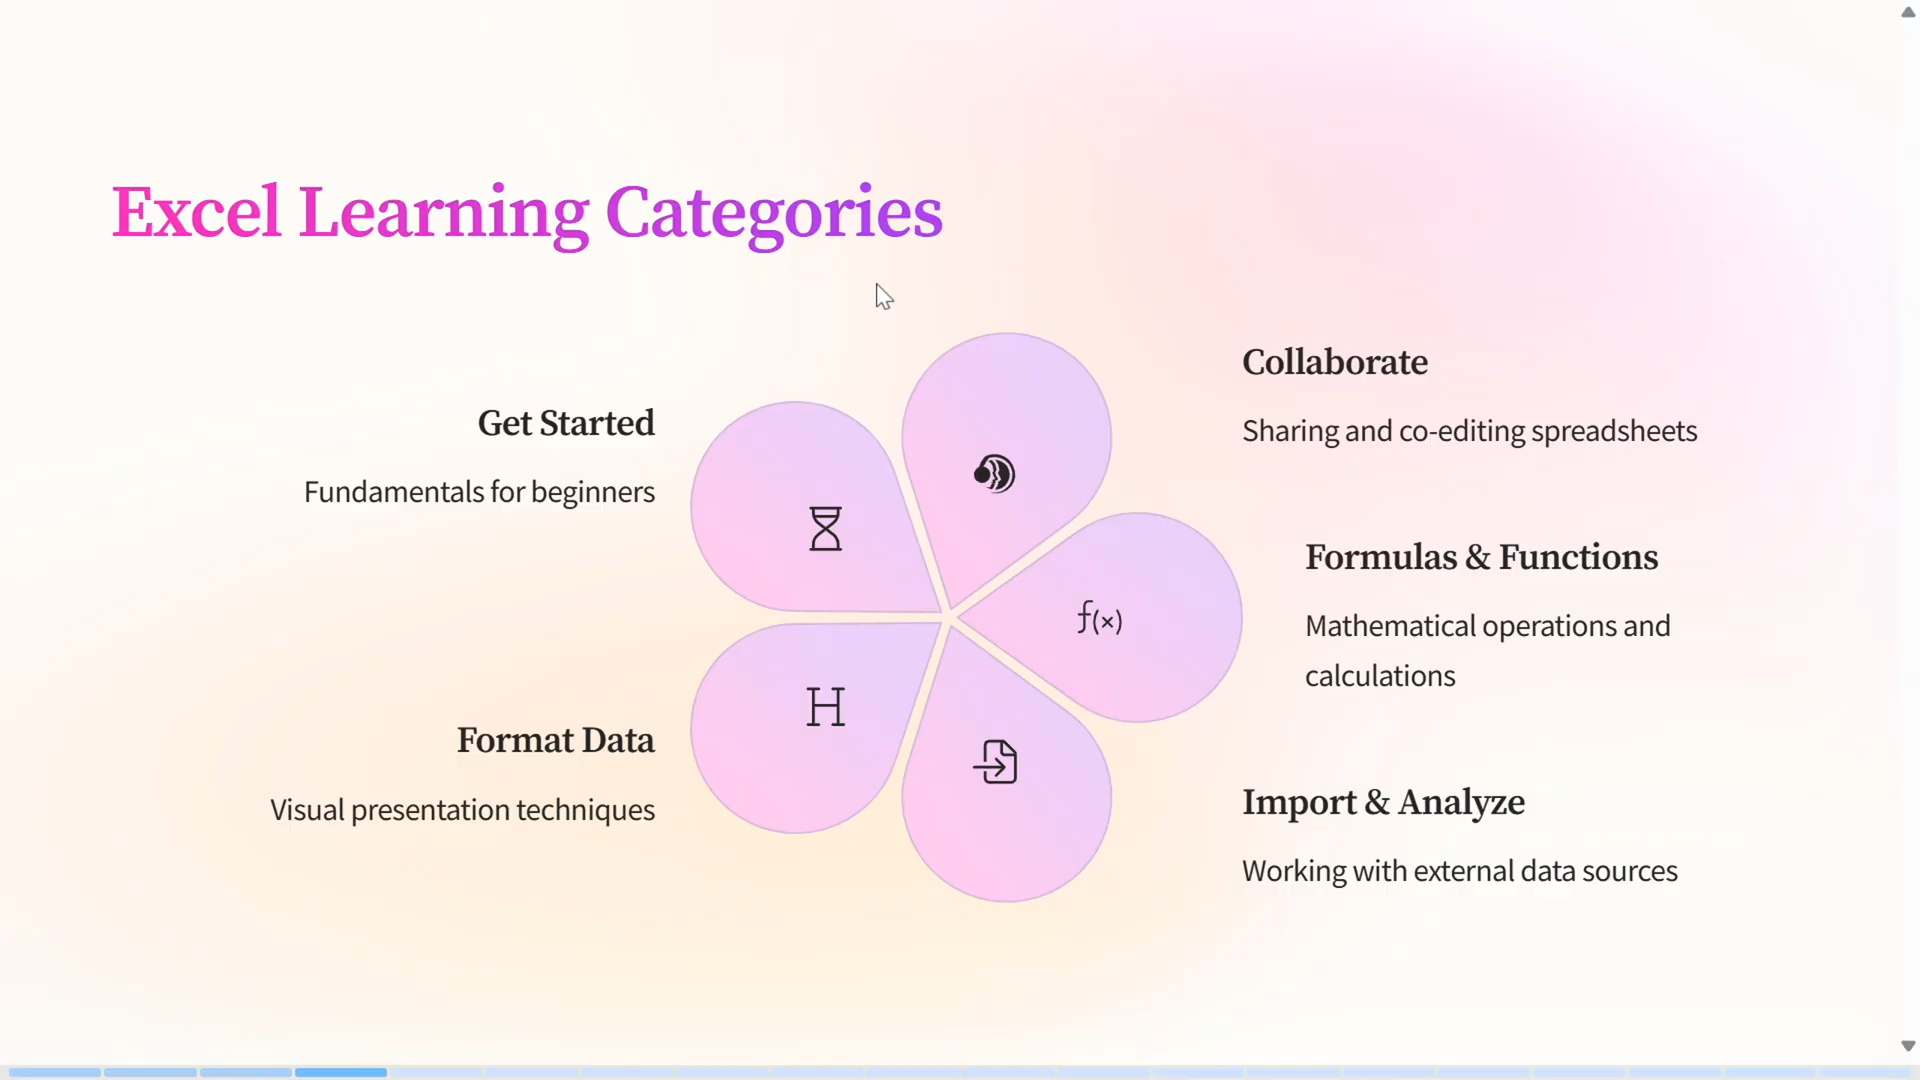 Excel Learning Categories
Get Started
Fundamentals for beginners
Collaborate
Sharing and co-editing spreadsheets
f(×)
Formulas & Functions
Mathematical operations and
calculations
H
Format Data
Visual presentation techniques
Import & Analyze
Working with external data sources